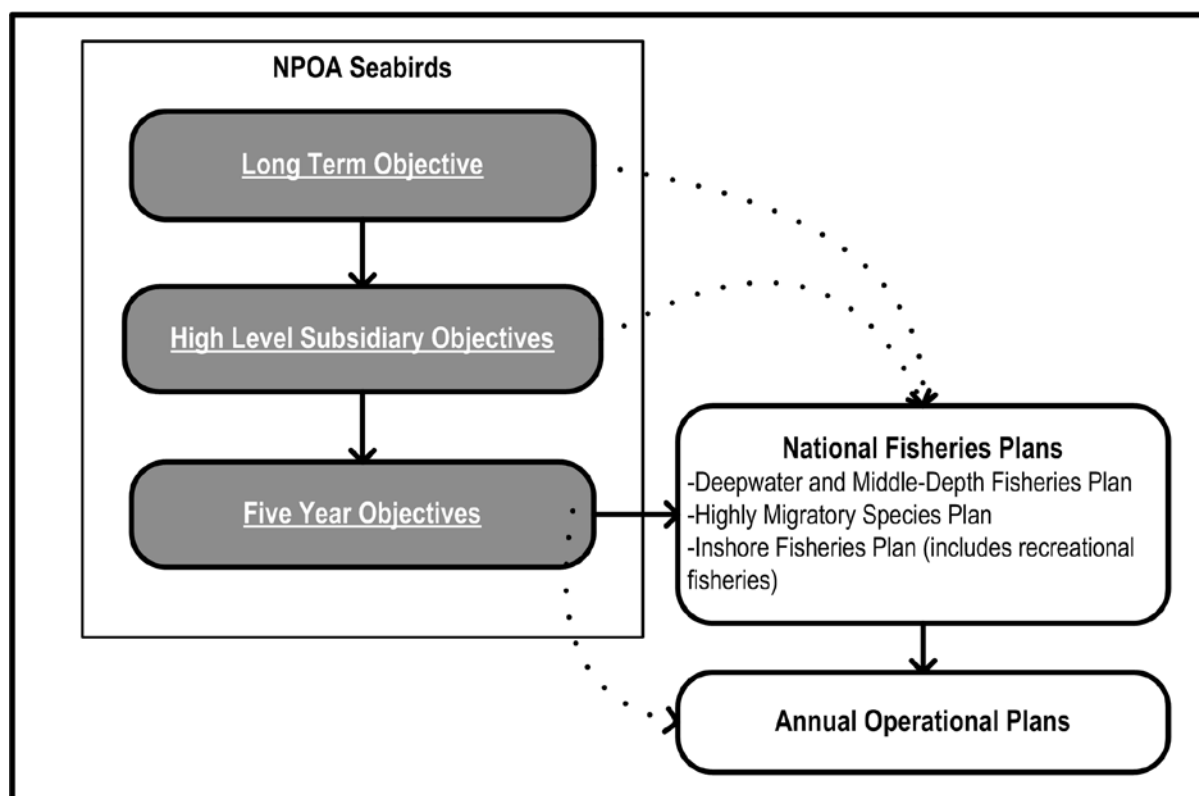 NPOA Seabirds
Long Term Objective
High Level Subsidiary Objectives
Five Year Objectives
National Fisheries Plans
-Deepwater and Middle-Depth Fisheries Plan
-Highly Migratory Species Plan
-Inshore Fisheries Plan (includes recreational
fisheries)
Annual Operational Plans